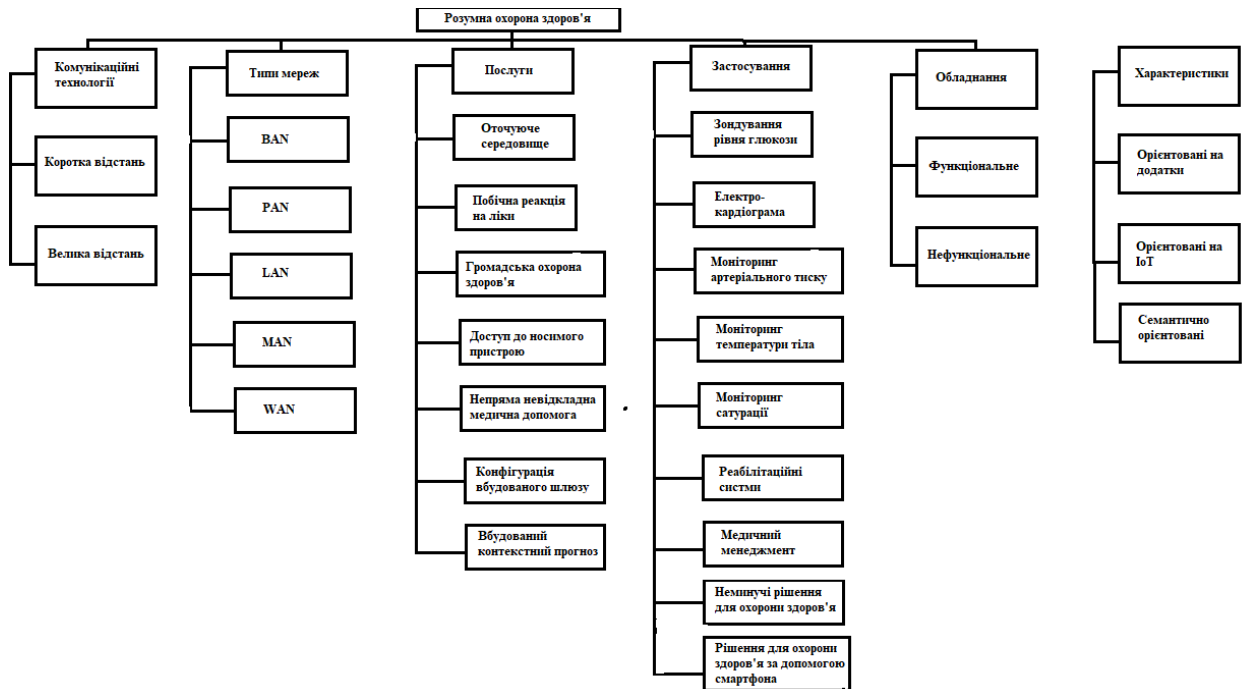 Розумна охорона здоров'я
Комунікаційні
технології
Коротка відстань
Велика відстань
Типи мереж
BAN
PAN
LAN
MAN
WAN
Послуги
Оточуюче
середовище
Побічна реакція
на ліки
Громадська охорона
здоров'я
Доступ до носимого
пристрою
Непряма невідкладна
медична допомога
Конфігурація
вбудованого шлюзу
Вбудований
контекстний прогноз
Застосування
Зондування
рівня глюкози
Електро-
кардіограма
Моніторинг
артеріального тиску
Моніторинг
температури тіла
Моніторинг
сатурації
Реабілітаційні
систми
Медичний
менеджмент
Неминучі рішення
для охорони здоров'я
Рішення для охорони
здоров'я за допомогою
смартфона
Обладнання
Функціональне
Нефункціональне
Характеристики
Орієнтовані на
додатки
Орієнтовані на
IoT
Семантично
орієнтовані